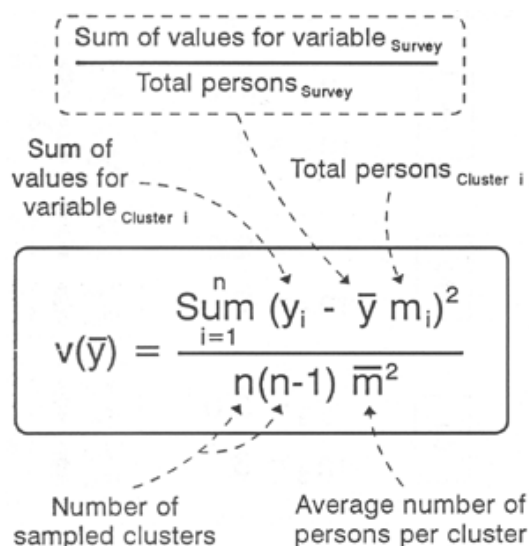 Sum of values for variable Survey
Total persons Survey
Sum of
values for
variable Cluster i
Total persons Cluster i
n
Sum (yᵢ - ȳ mᵢ)²
i=1
v(ȳ) =
n(n-1) m̄²
Number of
sampled clusters
Average number of
persons per cluster